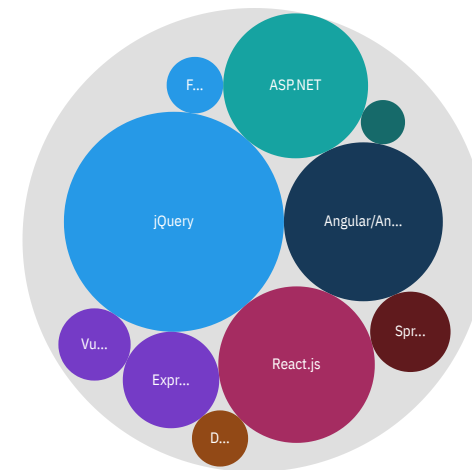 F...
ASP.NET
jQuery
Angular/An...
Vu...
Expr...
React.js
Spr...
D...